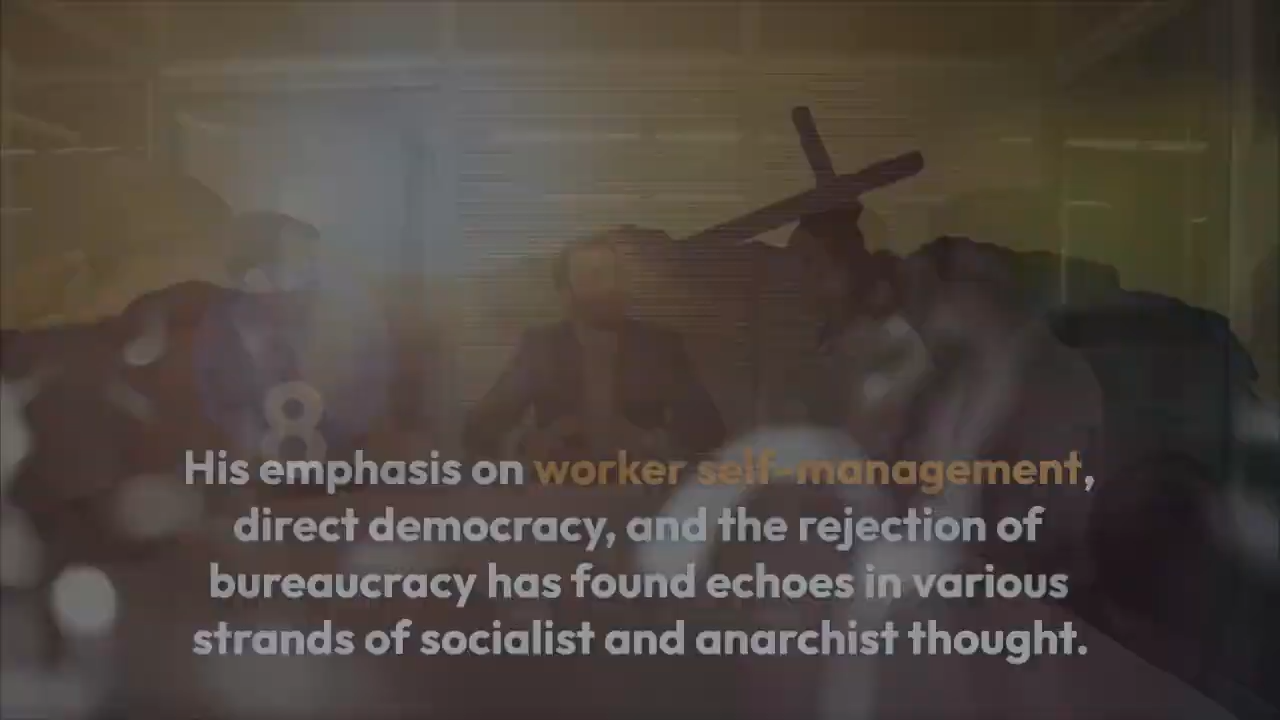 8
His emphasis on worker self-management,
direct democracy, and the rejection of
bureaucracy has found echoes in various
strands of socialist and anarchist thought.